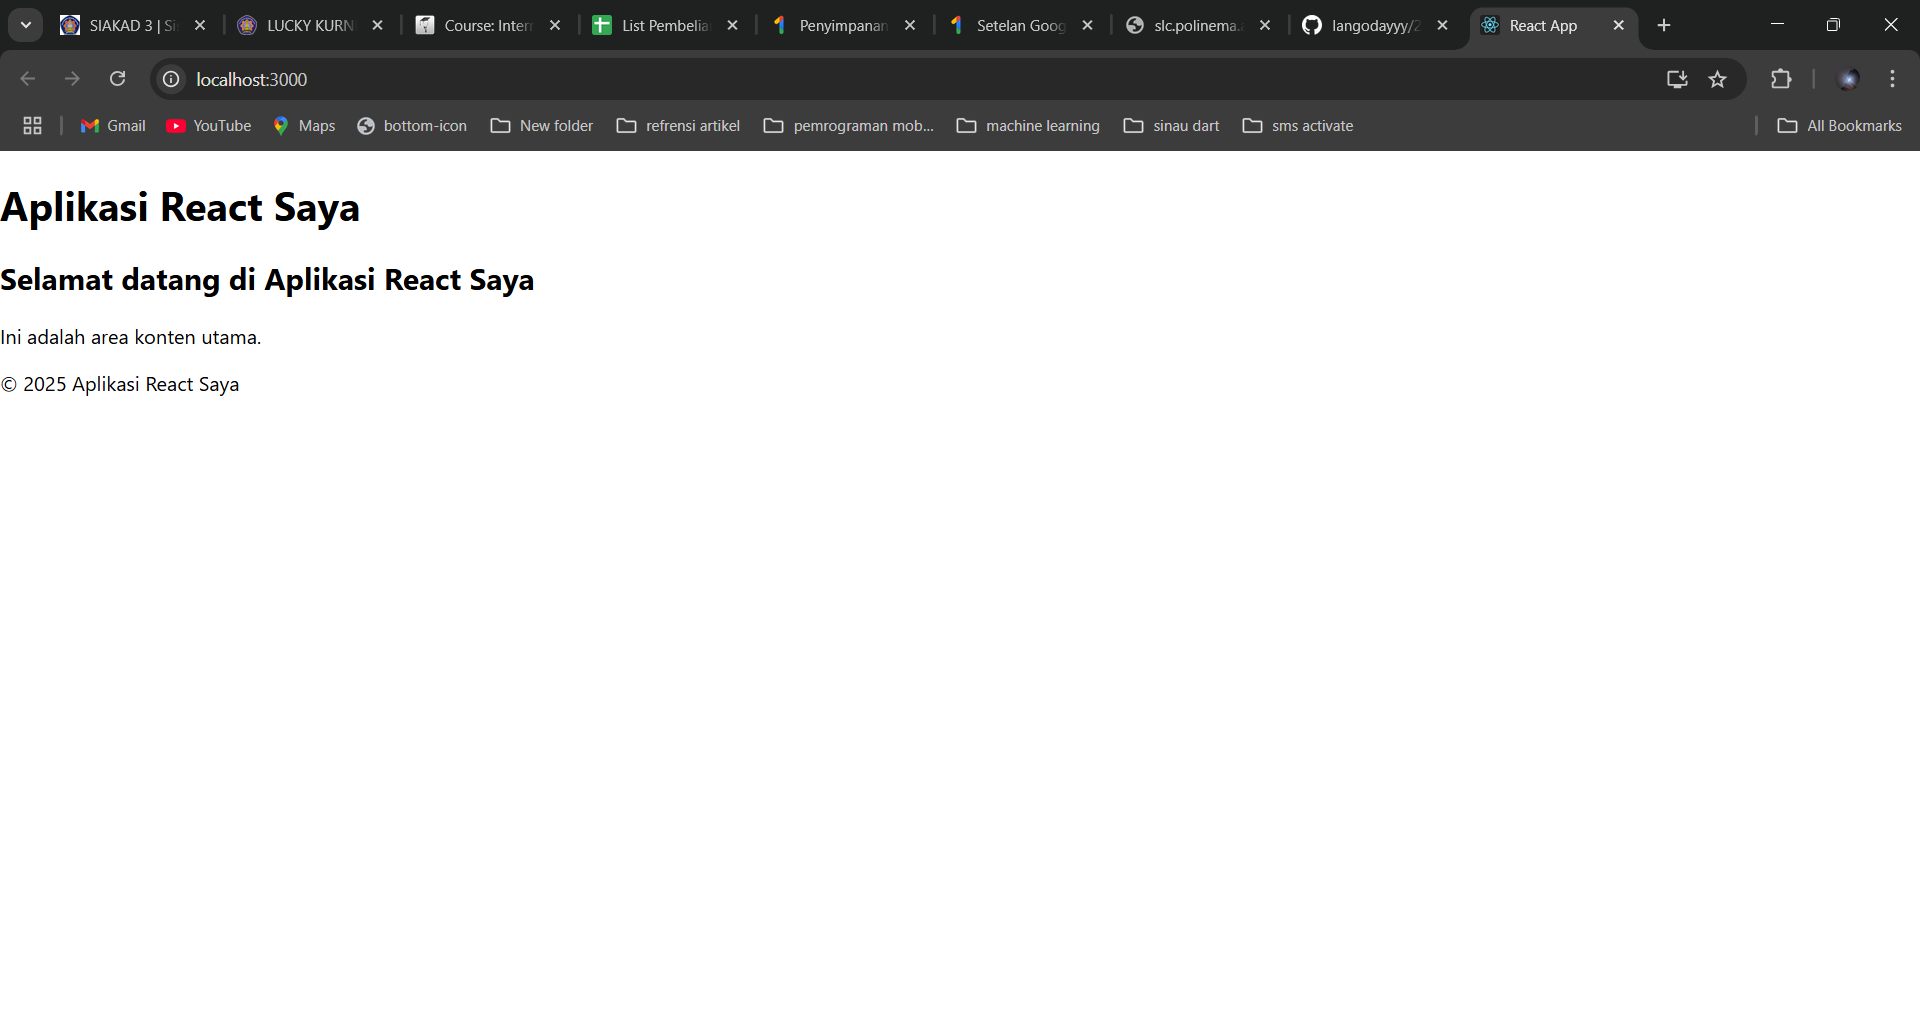 SIAKAD 3 | Si
LUCKY KURN
Course: Inter
List Pembelia
Penyimpanan
Setelan Goog
slc.polinema.
langodayyy/2
React App
localhost:3000
Gmail
YouTube
Maps
bottom-icon
New folder
refrensi artikel
pemrograman mob...
machine learning
sinau dart
sms activate
All Bookmarks
Aplikasi React Saya
Selamat datang di Aplikasi React Saya
Ini adalah area konten utama.
© 2025 Aplikasi React Saya